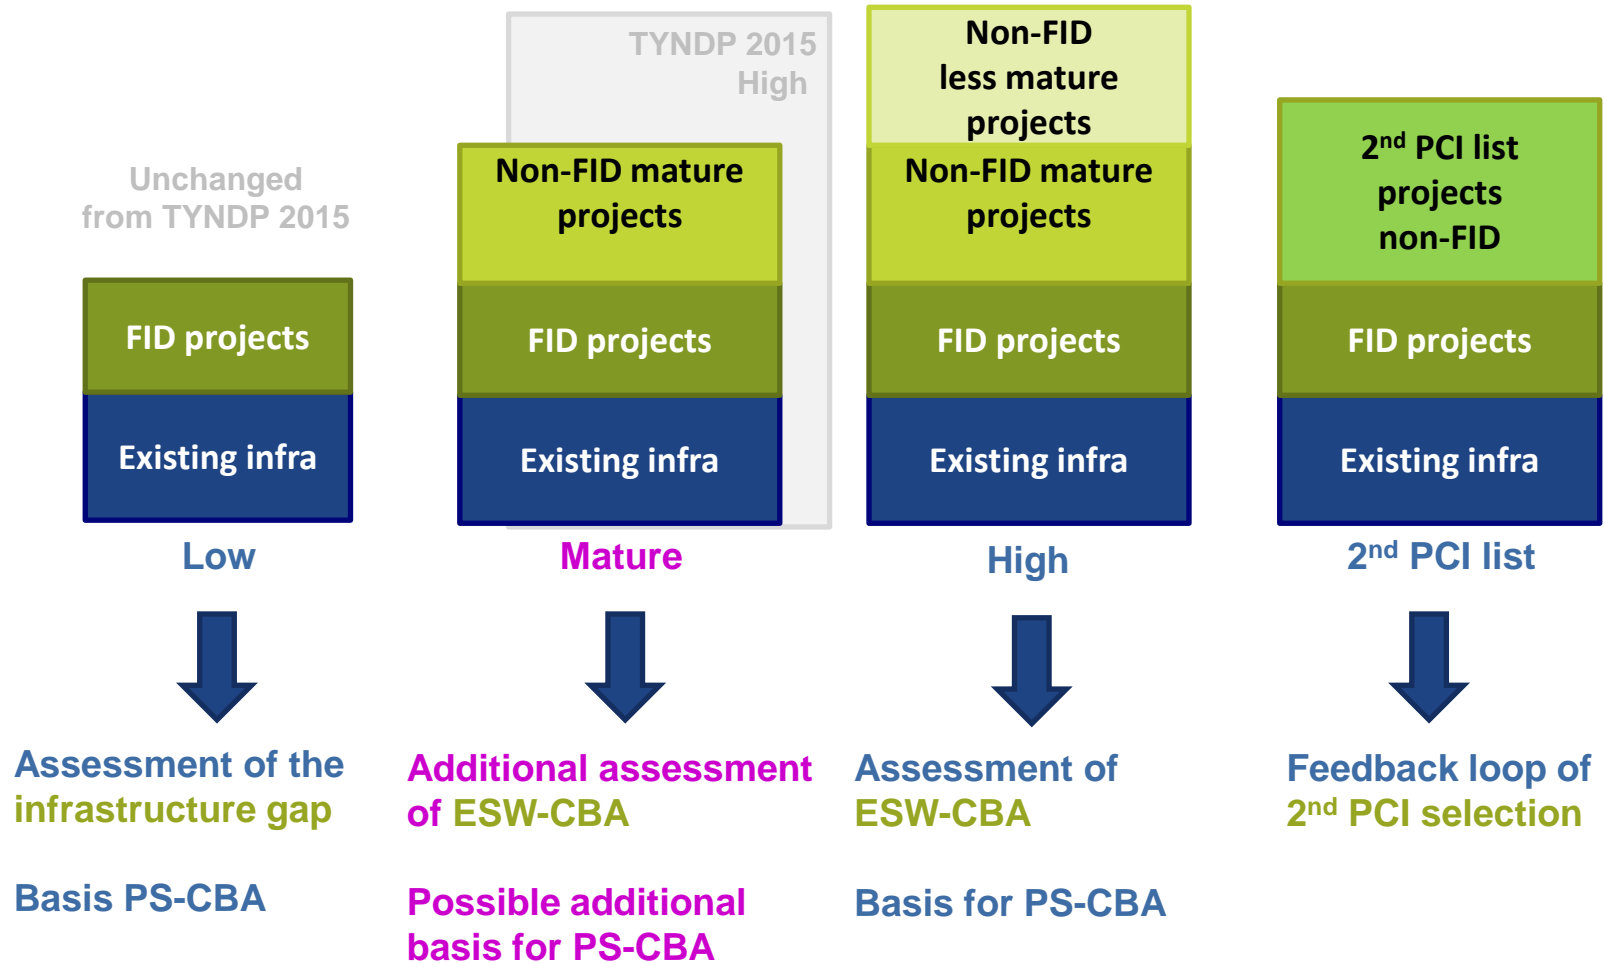 Unchanged
from TYNDP 2015
FID projects
Existing infra
Low
Assessment of the
infrastructure gap
Basis PS-CBA
TYNDP 2015
High
Non-FID mature
projects
FID projects
Existing infra
Mature
Additional assessment
of ESW-CBA
Possible additional
basis for PS-CBA
Non-FID
less mature
projects
Non-FID mature
projects
FID projects
Existing infra
High
Assessment of
ESW-CBA
Basis for PS-CBA
2nd PCI list
projects
non-FID
FID projects
Existing infra
2nd PCI list
Feedback loop of
2nd PCI selection